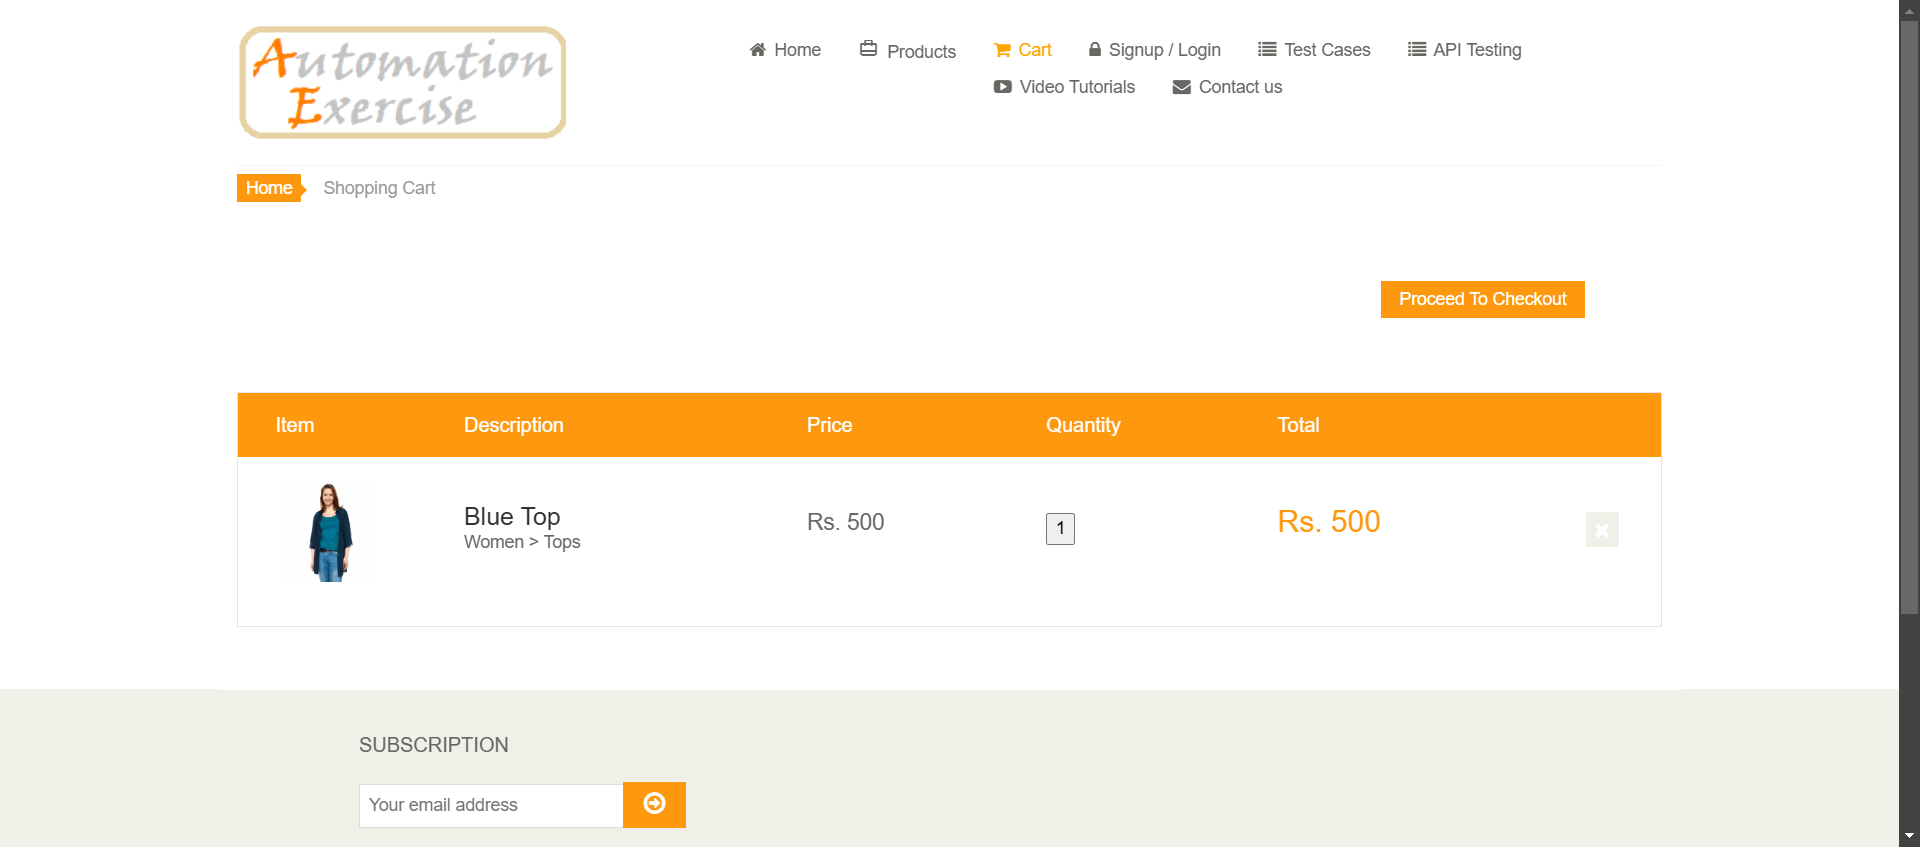 Automation
Exercise
Home Products Cart Signup / Login Test Cases API Testing
Video Tutorials Contact us
Home Shopping Cart
Proceed To Checkout
Item Description Price Quantity Total
Blue Top Rs. 500 1 Rs. 500
Women > Tops
SUBSCRIPTION
Your email address